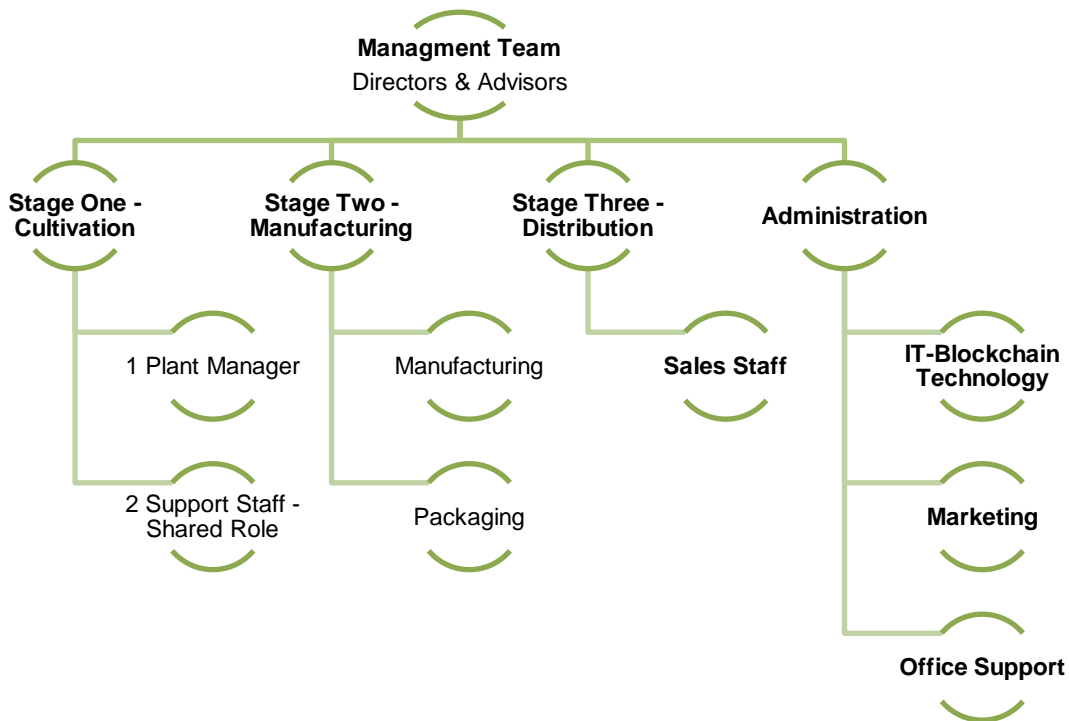 Managment Team
Directors & Advisors
Stage One -
Cultivation
Stage Two -
Manufacturing
Stage Three -
Distribution
Administration
1 Plant Manager
Manufacturing
Sales Staff
IT-Blockchain
Technology
2 Support Staff -
Shared Role
Packaging
Marketing
Office Support